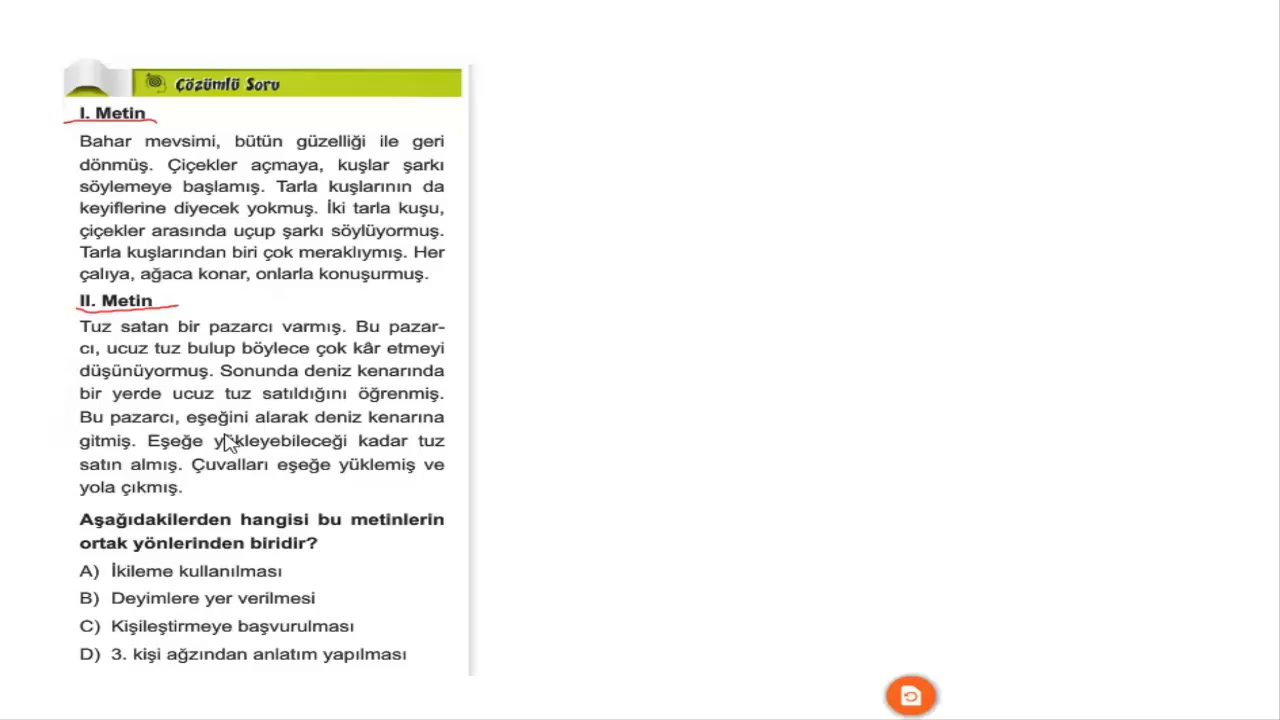 Çözümlü Soru
I. Metin
Bahar mevsimi, bütün güzelliği ile geri
dönmüş. Çiçekler açmaya, kuşlar şarkı
söylemeye başlamış. Tarla kuşlarının da
keyiflerine diyecek yokmuş. İki tarla kuşu,
çiçekler arasında uçup şarkı söylüyormuş.
Tarla kuşlarından biri çok meraklıymış. Her
çalıya, ağaca konar, onlarla konuşurmuş.
II. Metin
Tuz satan bir pazarcı varmış. Bu pazar-
cı, ucuz tuz bulup böylece çok kâr etmeyi
düşünüyormuş. Sonunda deniz kenarında
bir yerde ucuz tuz satıldığını öğrenmiş.
Bu pazarcı, eşeğini alarak deniz kenarına
gitmiş. Eşeğe yükleyebileceği kadar tuz
satın almış. Çuvalları eşeğe yüklemiş ve
yola çıkmış.
Aşağıdakilerden hangisi bu metinlerin
ortak yönlerinden biridir?
A) İkileme kullanılması
B) Deyimlere yer verilmesi
C) Kişileştirmeye başvurulması
D) 3. kişi ağzından anlatım yapılması